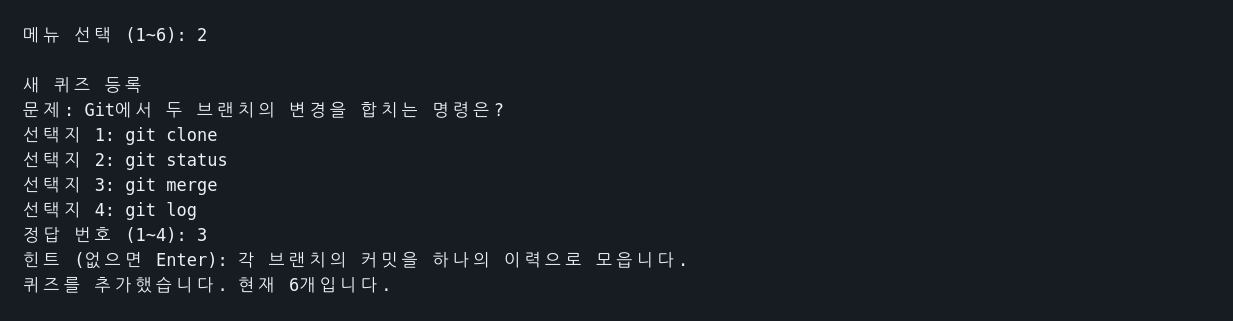 메뉴 선택 (1~6): 2
새 퀴즈 등록
문제: Git에서 두 브랜치의 변경을 합치는 명령은?
선택지 1: git clone
선택지 2: git status
선택지 3: git merge
선택지 4: git log
정답 번호 (1~4): 3
힌트 (없으면 Enter): 각 브랜치의 커밋을 하나의 이력으로 모읍니다.
퀴즈를 추가했습니다. 현재 6개입니다.